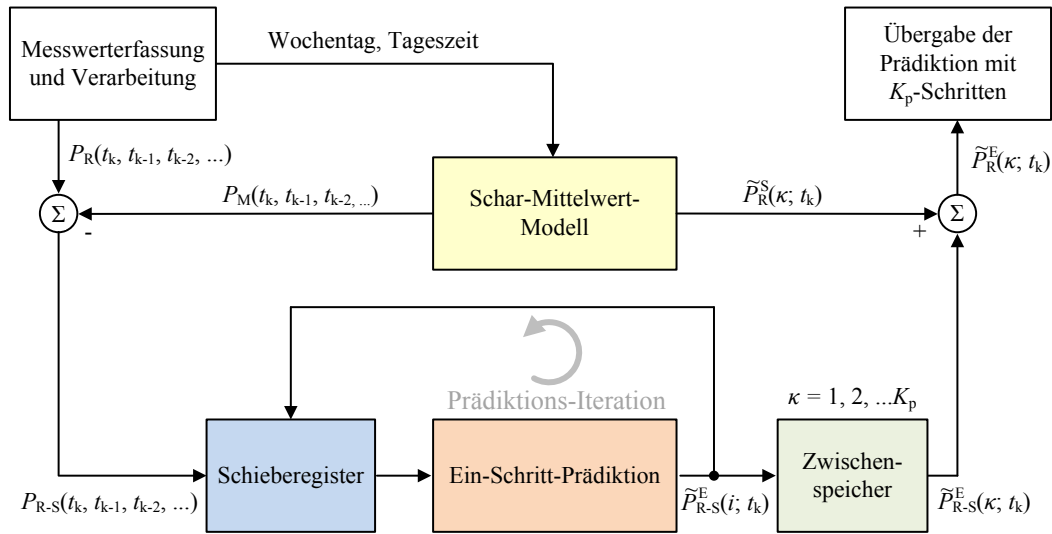 Messwerterfassung
und Verarbeitung
Wochentag, Tageszeit
Übergabe der
Prädiktion mit
Kp-Schritten
PR(tk, tk-1, tk-2, ...)
P̃ER(κ; tk)
PM(tk, tk-1, tk-2, ...)
Schar-Mittelwert-
Modell
P̃SR(κ; tk)
Σ
-
Σ
+
Prädiktions-Iteration
κ = 1, 2, ...Kp
Schieberegister
Ein-Schritt-Prädiktion
Zwischen-
speicher
PR-S(tk, tk-1, tk-2, ...)
P̃ER-S(i; tk)
P̃ER-S(κ; tk)